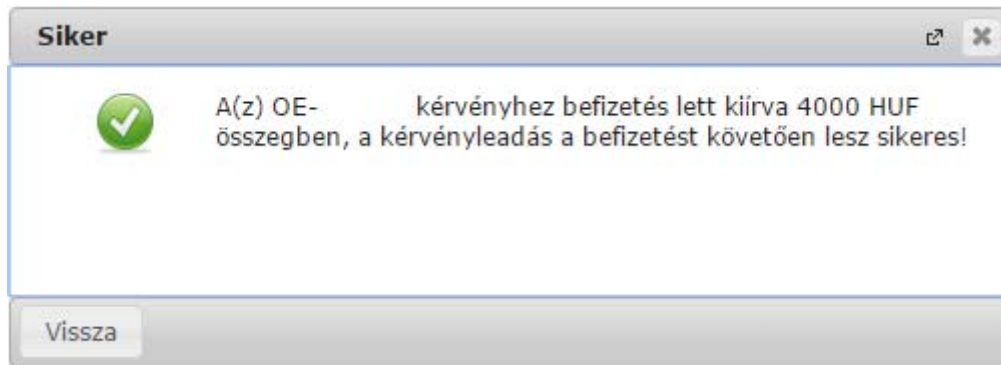 Siker
A(z) OE- kérvényhez befizetés lett kiírva 4000 HUF
összegben, a kérvényleadás a befizetést követően lesz sikeres!
Vissza